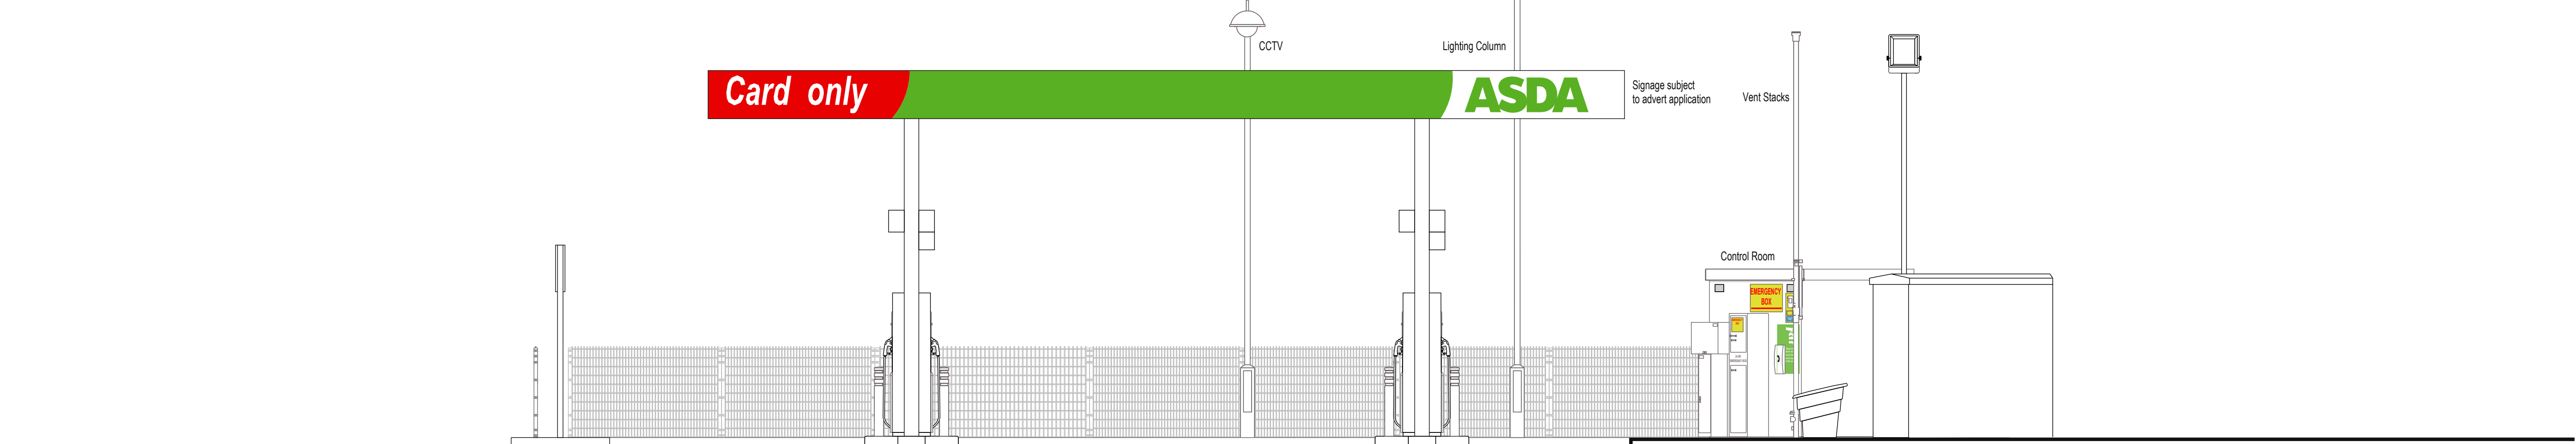 CCTV
Lighting Column
Card only
ASDA
Signage subject
to advert application
Vent Stacks
Control Room
EMERGENCY
BOX